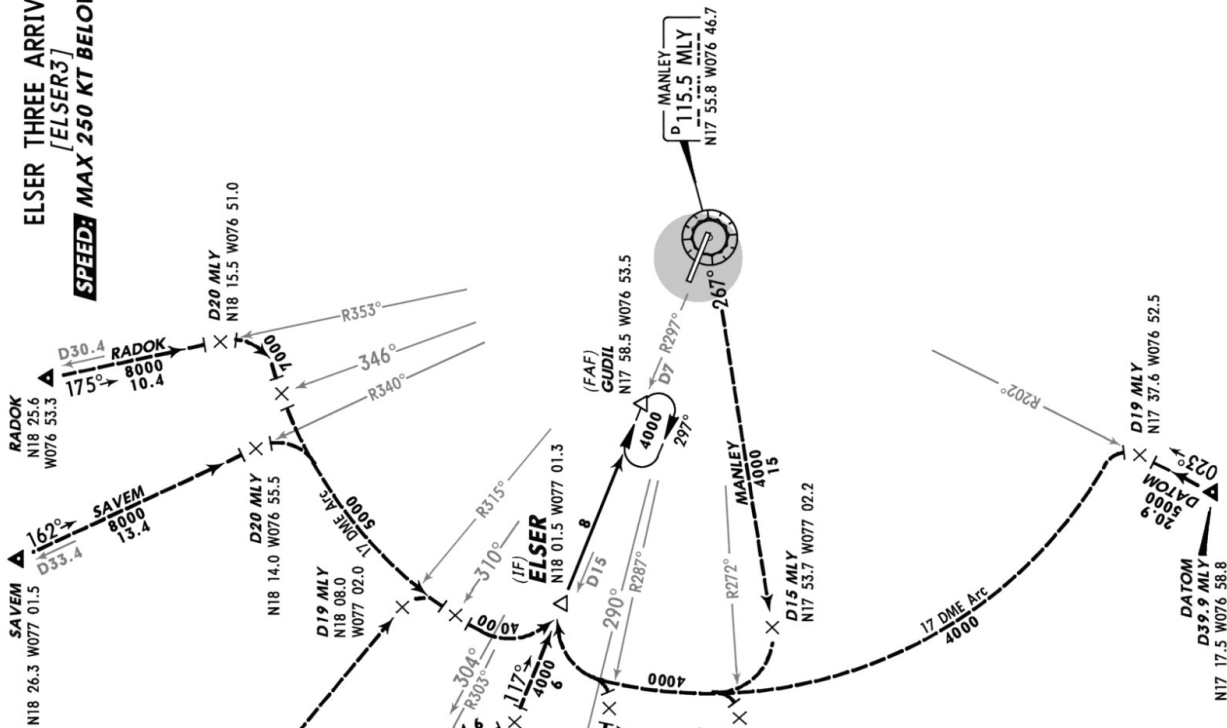 ELSER THREE ARRIV
[ELSER3]
SPEED: MAX 250 KT BELO
MANLEY
D 115.5 MLY
N17 55.8 W076 46.7
D20 MLY
N18 15.5 W076 51.0
R353°
346°
R340°
D30.4
RADOK
8000
10.4
175°
7000
RADOK
N18 25.6
W076 53.3
162°
D33.4
SAVEM
8000
13.4
SAVEM
N18 26.3 W077 01.5
D20 MLY
N18 14.0 W076 55.5
5000
17 DME Arc
D19 MLY
N18 08.0
W077 02.0
R315°
310°
(IF)
ELSER
N18 01.5 W077 01.3
(FAF)
GUDIL
N17 58.5 W076 53.5
D7
R297°
267°
4000
297°
8
D15
4000
304°
R303°
117°
4000
6
290°
R287°
R272°
MANLEY
4000
15
D15 MLY
N17 53.7 W077 02.2
4000
17 DME Arc
4000
R202°
D19 MLY
N17 37.6 W076 52.5
023°
DATOM
5000
20.9
DATOM
D39.9 MLY
N17 17.5 W076 58.8